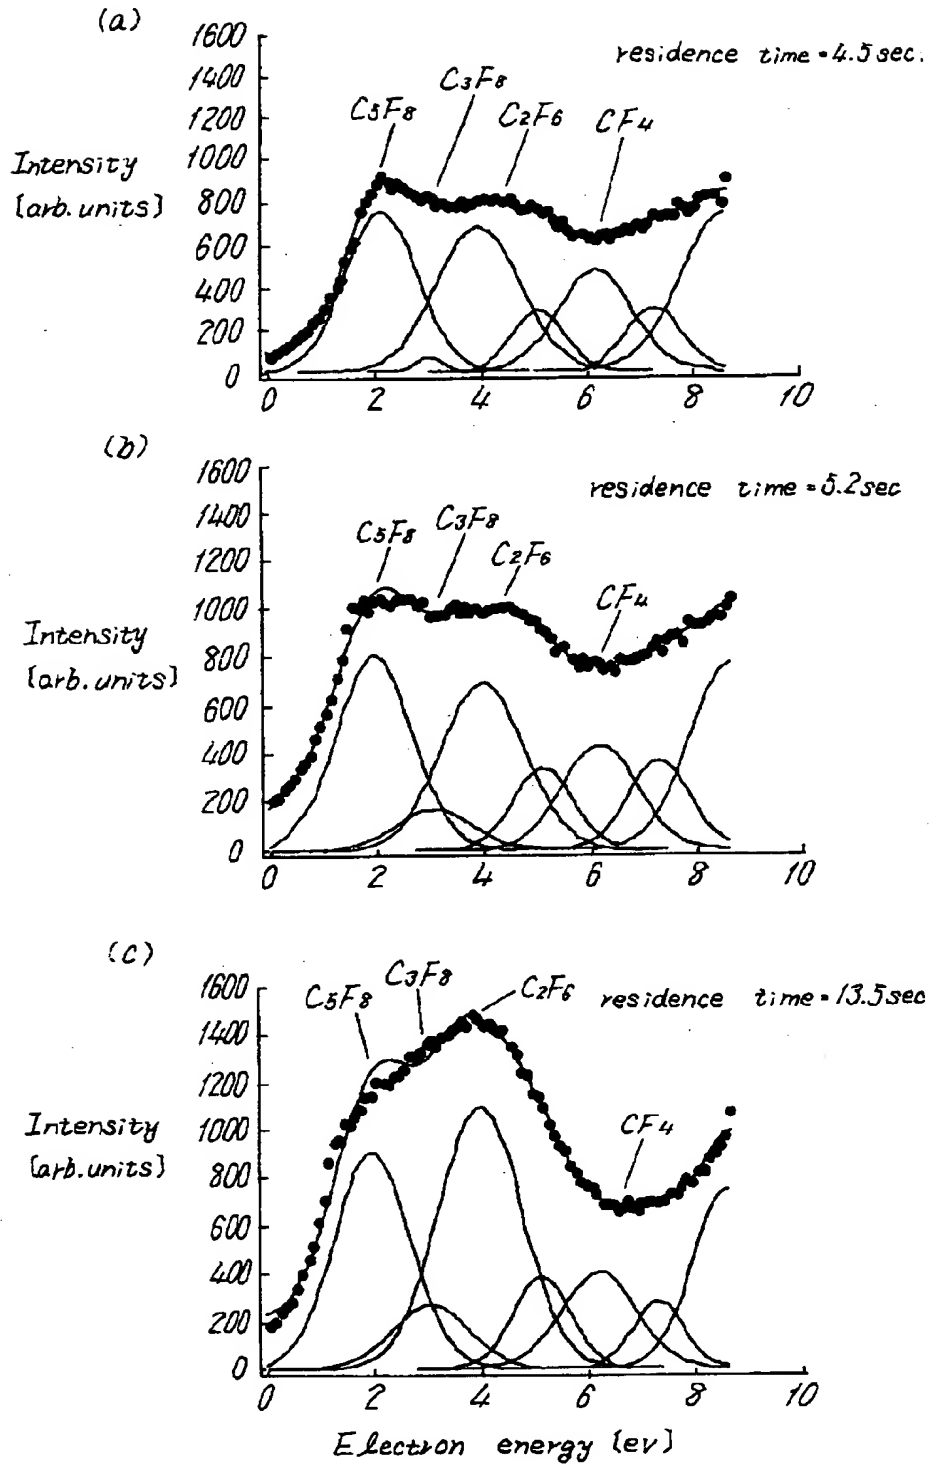 (a)
residence time = 4.5 sec.
C5F8
C3F8
C2F6
CF4
Intensity
[arb. units]
1600
1400
1200
1000
800
600
400
200
0
0 2 4 6 8 10
(b)
residence time = 5.2 sec
C5F8
C3F8
C2F6
CF4
Intensity
[arb. units]
1600
1400
1200
1000
800
600
400
200
0
0 2 4 6 8 10
(c)
residence time = 13.5 sec
C5F8
C3F8
C2F6
CF4
Intensity
[arb. units]
1600
1400
1200
1000
800
600
400
200
0
0 2 4 6 8 10
Electron energy [ev]